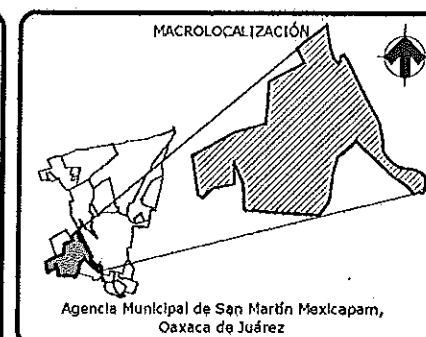 MACROLOCALIZACIÓN
Agencia Municipal de San Martín Mexicapam,
Oaxaca de Juárez